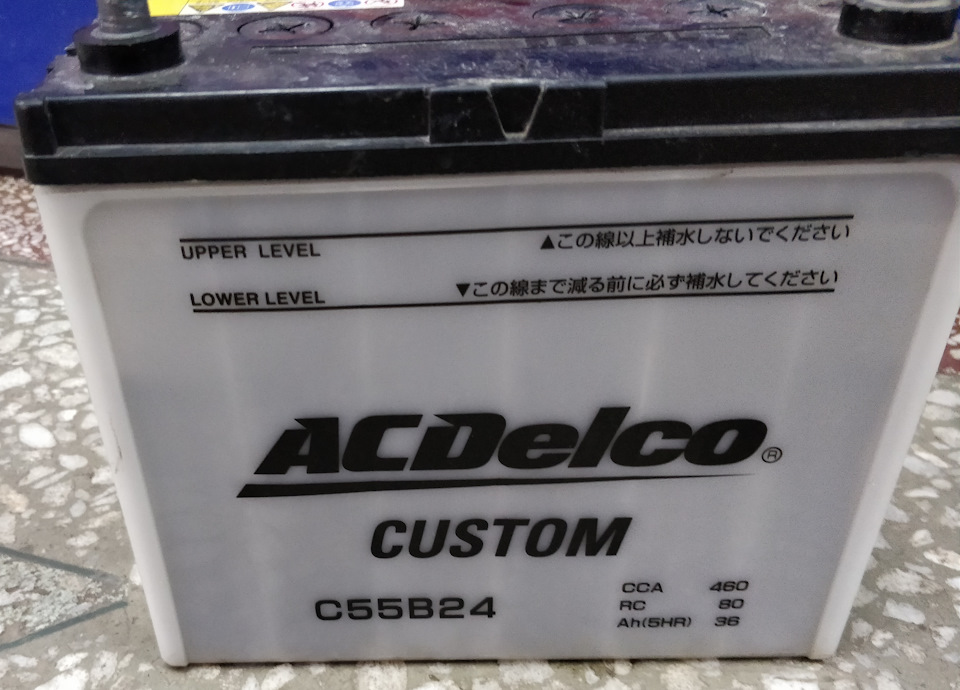 UPPER LEVEL ▲この線以上補水しないでください
LOWER LEVEL ▼この線まで減る前に必ず補水してください
ACDelco®
CUSTOM
C55B24
CCA 460
RC 80
Ah(5HR) 36